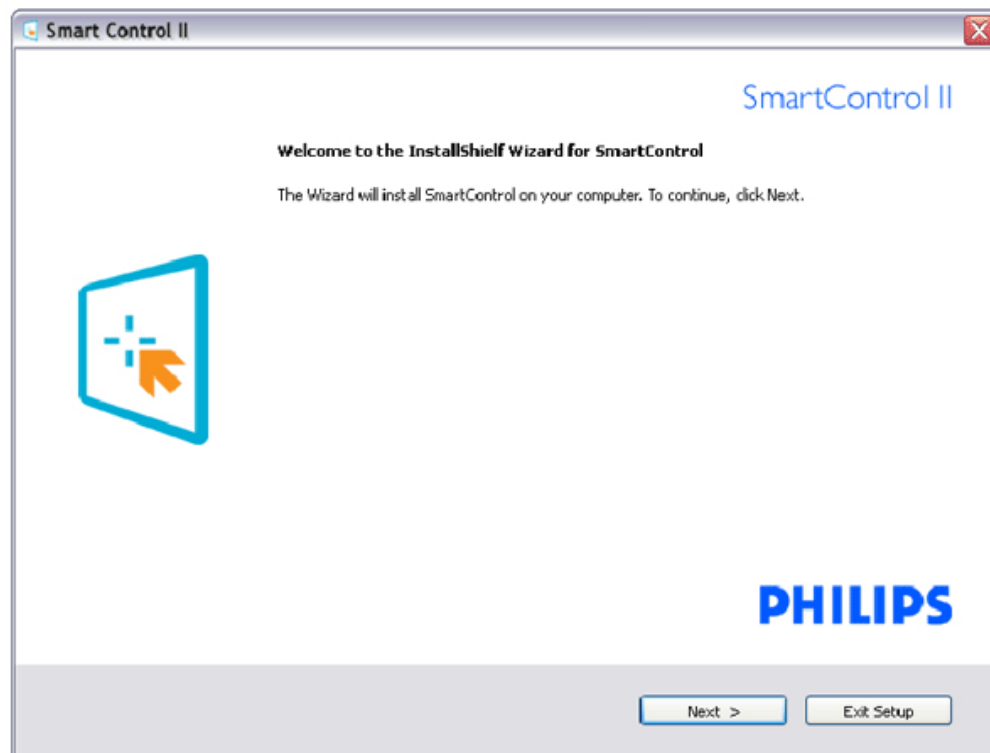 Smart Control II
SmartControl II
Welcome to the InstallShield Wizard for SmartControl
The Wizard will install SmartControl on your computer. To continue, click Next.
PHILIPS
Next >
Exit Setup